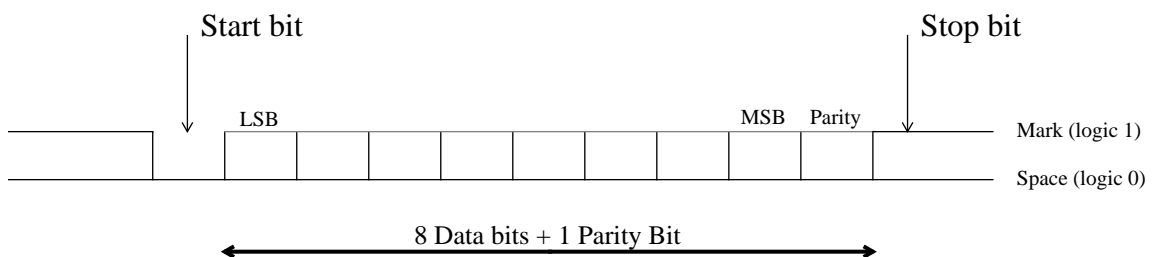 Start bit
Stop bit
LSB
MSB
Parity
Mark (logic 1)
Space (logic 0)
8 Data bits + 1 Parity Bit